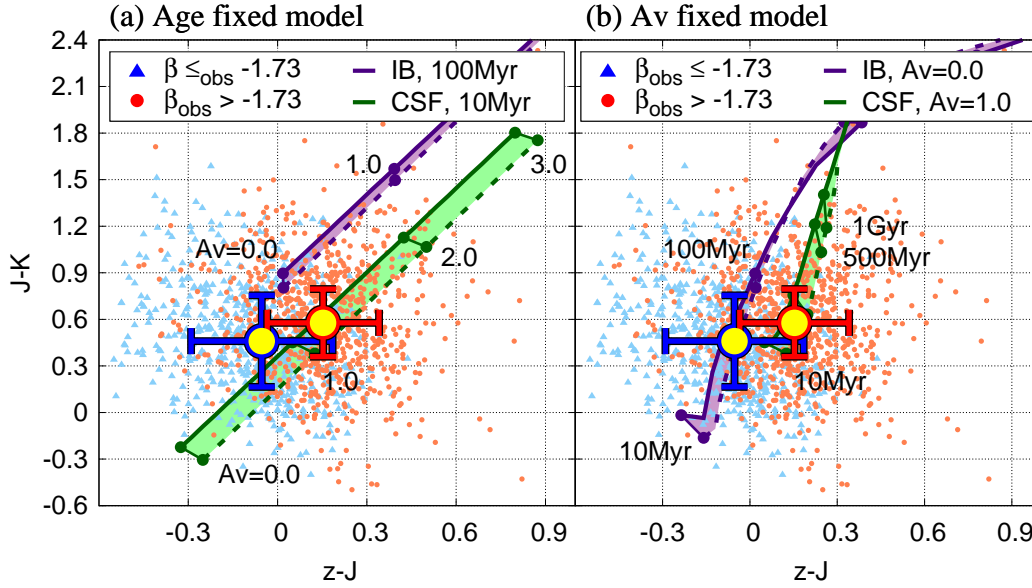 (a) Age fixed model
(b) Av fixed model
2.4
2.1
1.8
1.5
1.2
0.9
0.6
0.3
0
-0.3
-0.6
J-K
β ≤obs -1.73
βobs > -1.73
IB, 100Myr
CSF, 10Myr
1.0
3.0
Av=0.0
2.0
1.0
Av=0.0
-0.3 0 0.3 0.6 0.9
z-J
βobs ≤ -1.73
βobs > -1.73
IB, Av=0.0
CSF, Av=1.0
100Myr
1Gyr
500Myr
10Myr
10Myr
-0.3 0 0.3 0.6 0.9
z-J